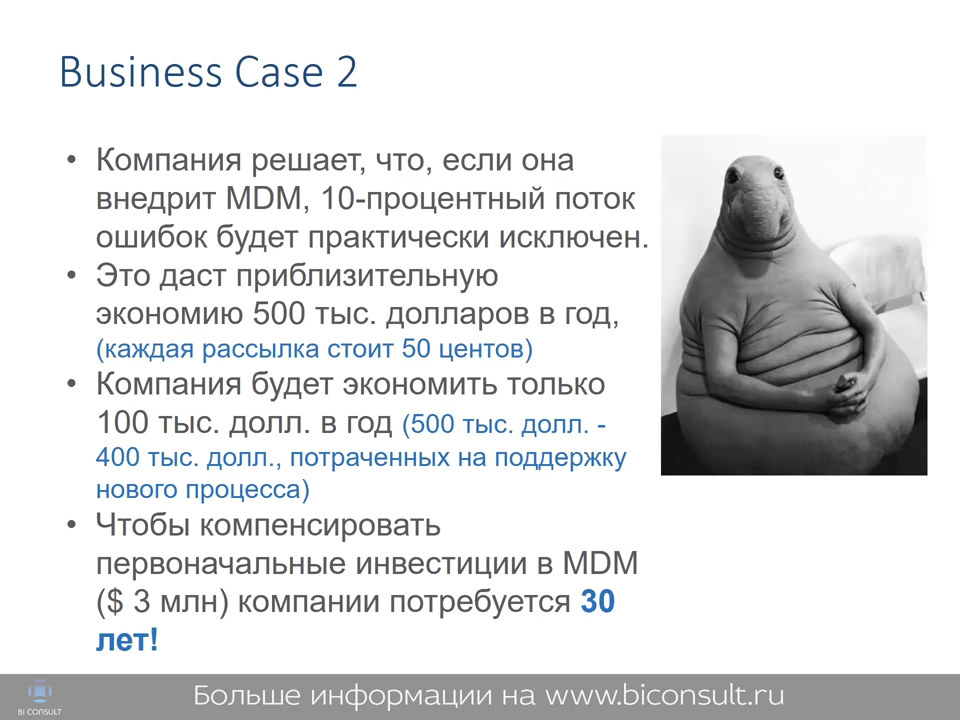 Business Case 2
• Компания решает, что, если она
внедрит MDM, 10-процентный поток
ошибок будет практически исключен.
• Это даст приблизительную
экономию 500 тыс. долларов в год,
(каждая рассылка стоит 50 центов)
• Компания будет экономить только
100 тыс. долл. в год (500 тыс. долл. -
400 тыс. долл., потраченных на поддержку
нового процесса)
• Чтобы компенсировать
первоначальные инвестиции в MDM
($ 3 млн) компании потребуется 30
лет!
BI CONSULT
Больше информации на www.biconsult.ru